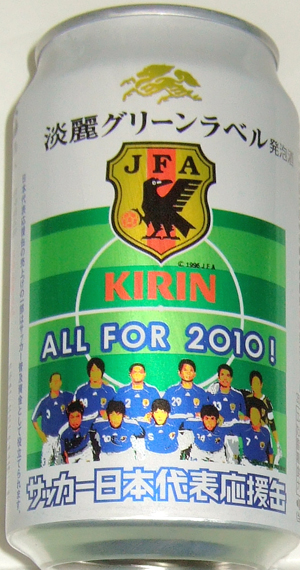 淡麗グリーンラベル 発泡酒
JFA
© 1996 J.F.A
KIRIN
ALL FOR 2010!
サッカー日本代表応援缶